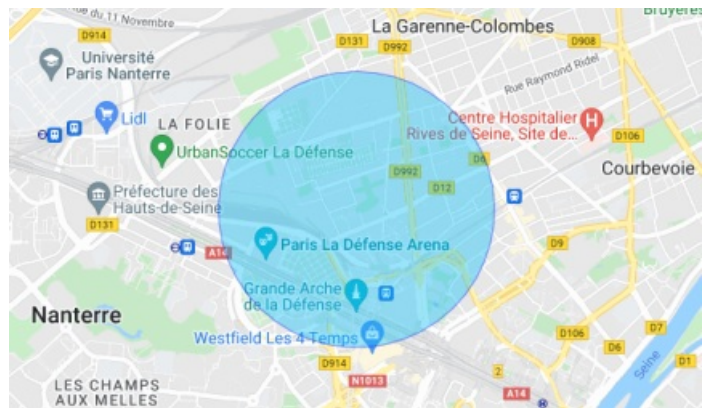 e du 11 Novembre
Bruyères
D914
La Garenne-Colombes
D131
D992
D908
Université
Paris Nanterre
Rue Raymond Ridel
Lidl
LA FOLIE
Centre Hospitalier
Rives de Seine, Site de...
D106
UrbanSoccer La Défense
D6
D992
Courbevoie
D12
Préfecture des
Hauts-de-Seine
D131
A14
Paris La Défense Arena
D9
Grande Arche
de la Défense
Nanterre
Westfield Les 4 Temps
D106
D7
D6
D914
D1
Seine
N1013
2
A14
LES CHAMPS
AUX MELLES